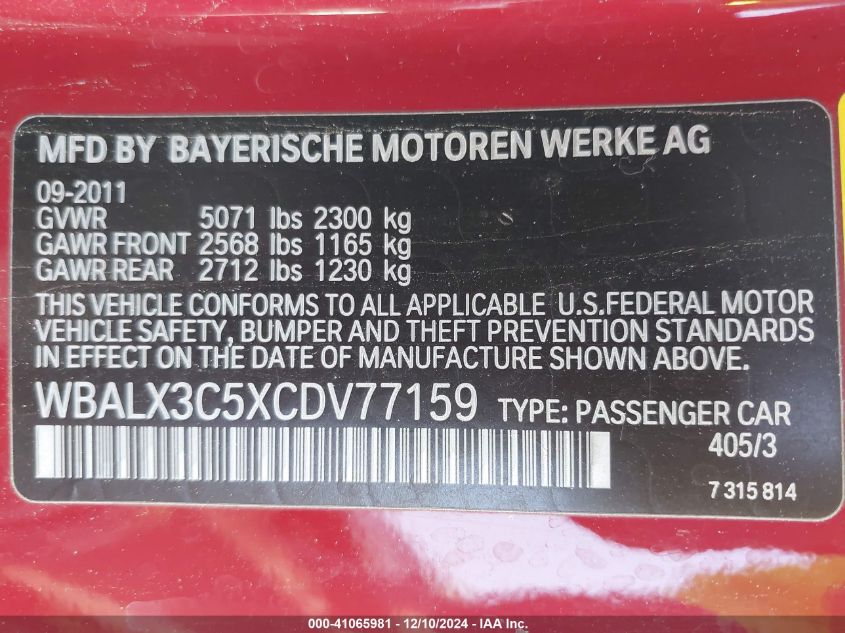 MFD BY BAYERISCHE MOTOREN WERKE AG
09-2011
GVWR 5071 lbs 2300 kg
GAWR FRONT 2568 lbs 1165 kg
GAWR REAR 2712 lbs 1230 kg
THIS VEHICLE CONFORMS TO ALL APPLICABLE U.S.FEDERAL MOTOR
VEHICLE SAFETY, BUMPER AND THEFT PREVENTION STANDARDS
IN EFFECT ON THE DATE OF MANUFACTURE SHOWN ABOVE.
WBALX3C5XCDV77159 TYPE: PASSENGER CAR
405/3
7 315 814
000-41065981 - 12/10/2024 - IAA Inc.